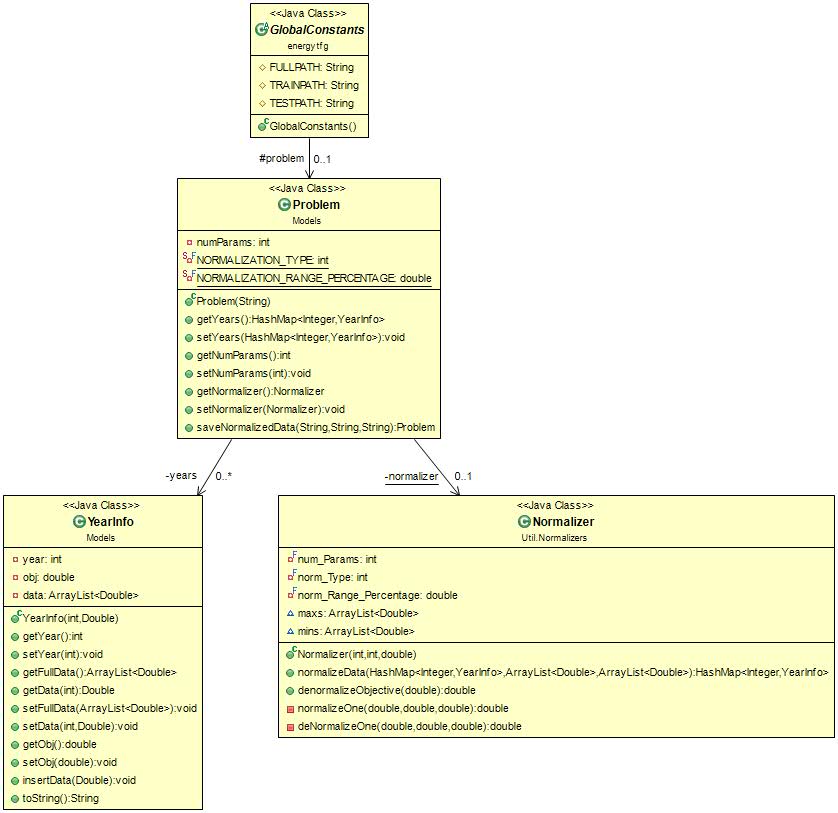 <<Java Class>>
GlobalConstants
energytfg
FULLPATH: String
TRAINPATH: String
TESTPATH: String
GlobalConstants()
#problem 0..1
<<Java Class>>
Problem
Models
numParams: int
NORMALIZATION_TYPE: int
NORMALIZATION_RANGE_PERCENTAGE: double
Problem(String)
getYears():HashMap<Integer,YearInfo>
setYears(HashMap<Integer,YearInfo>):void
getNumParams():int
setNumParams(int):void
getNormalizer():Normalizer
setNormalizer(Normalizer):void
saveNormalizedData(String,String,String):Problem
-years 0..*
-normalizer 0..1
<<Java Class>>
YearInfo
Models
year: int
obj: double
data: ArrayList<Double>
YearInfo(int,Double)
getYear():int
setYear(int):void
getFullData():ArrayList<Double>
getData(int):Double
setFullData(ArrayList<Double>):void
setData(int,Double):void
getObj():double
setObj(double):void
insertData(Double):void
toString():String
<<Java Class>>
Normalizer
Util.Normalizers
num_Params: int
norm_Type: int
norm_Range_Percentage: double
maxs: ArrayList<Double>
mins: ArrayList<Double>
Normalizer(int,int,double)
normalizeData(HashMap<Integer,YearInfo>,ArrayList<Double>,ArrayList<Double>):HashMap<Integer,YearInfo>
denormalizeObjective(double):double
normalizeOne(double,double,double):double
deNormalizeOne(double,double,double):double